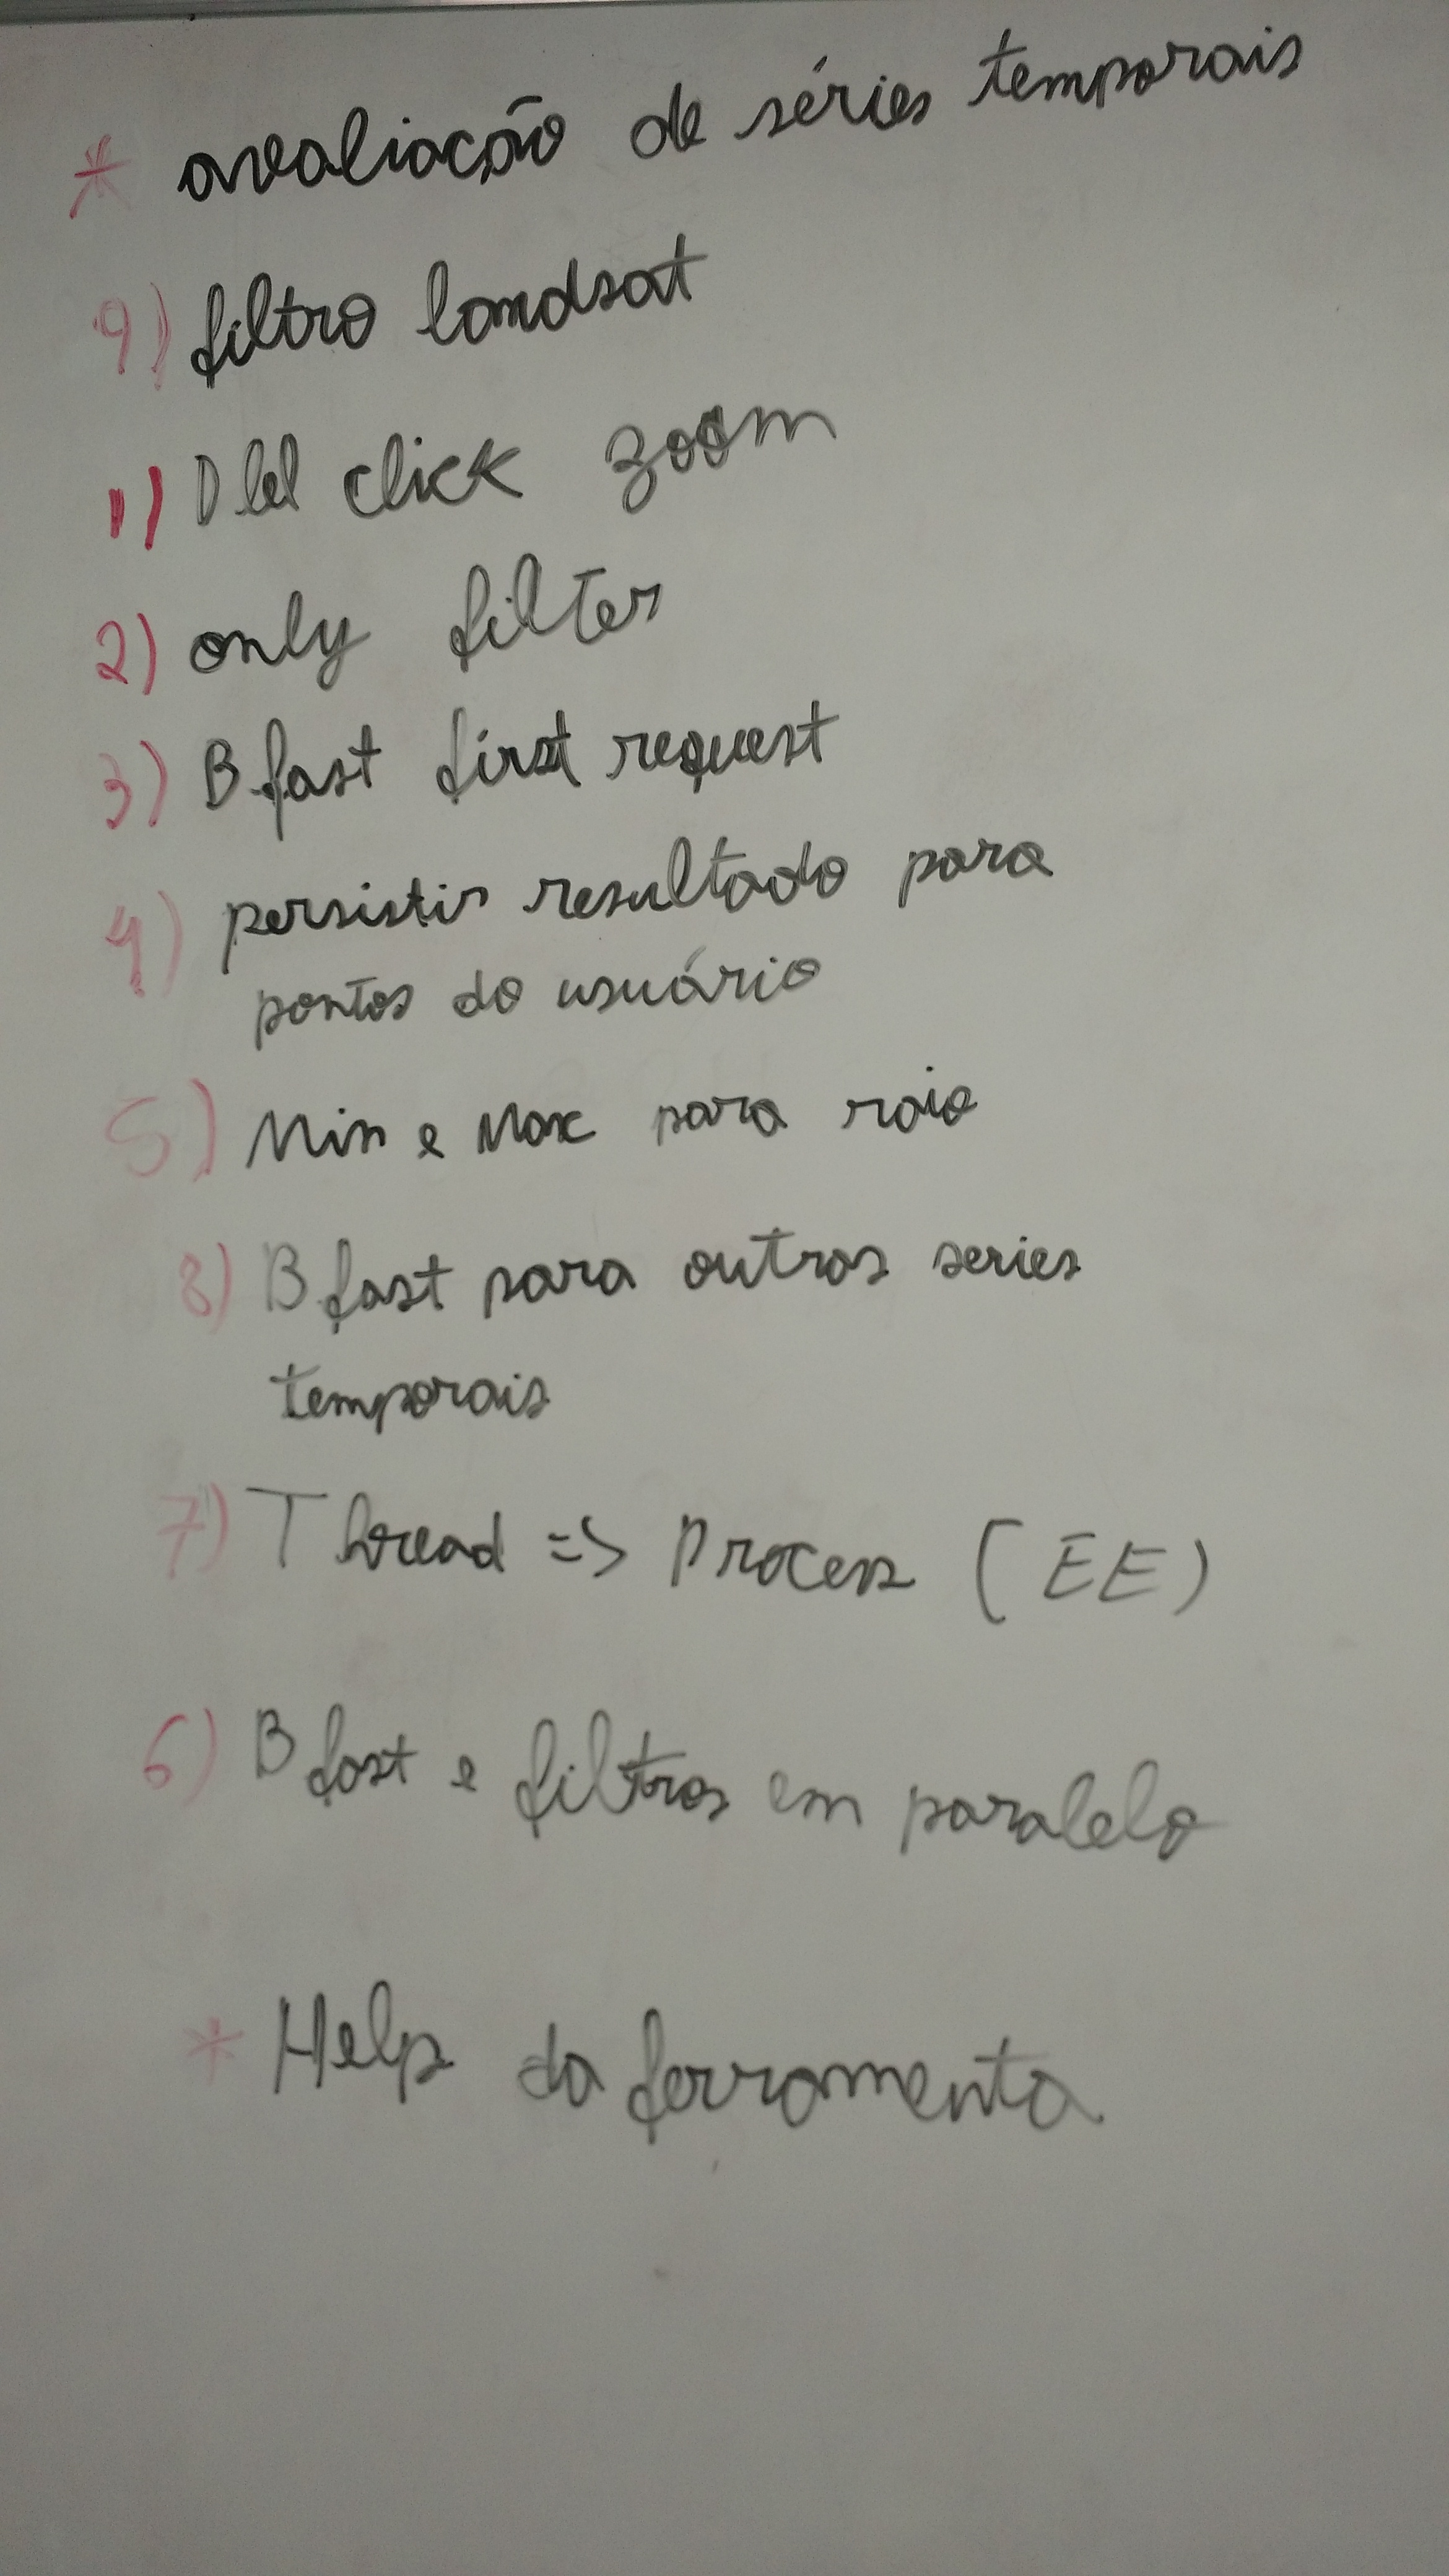 * avaliação de séries temporais
9) filtro landsat
1) Dbl click zoom
2) only filter
3) Bfast first request
4) persistir resultado para
pontos do usuário
5) Min e Max para raio
8) Bfast para outras series
temporais
7) Thread => Process (EE)
6) Bfast e filtros em paralelo
* Help da ferramenta